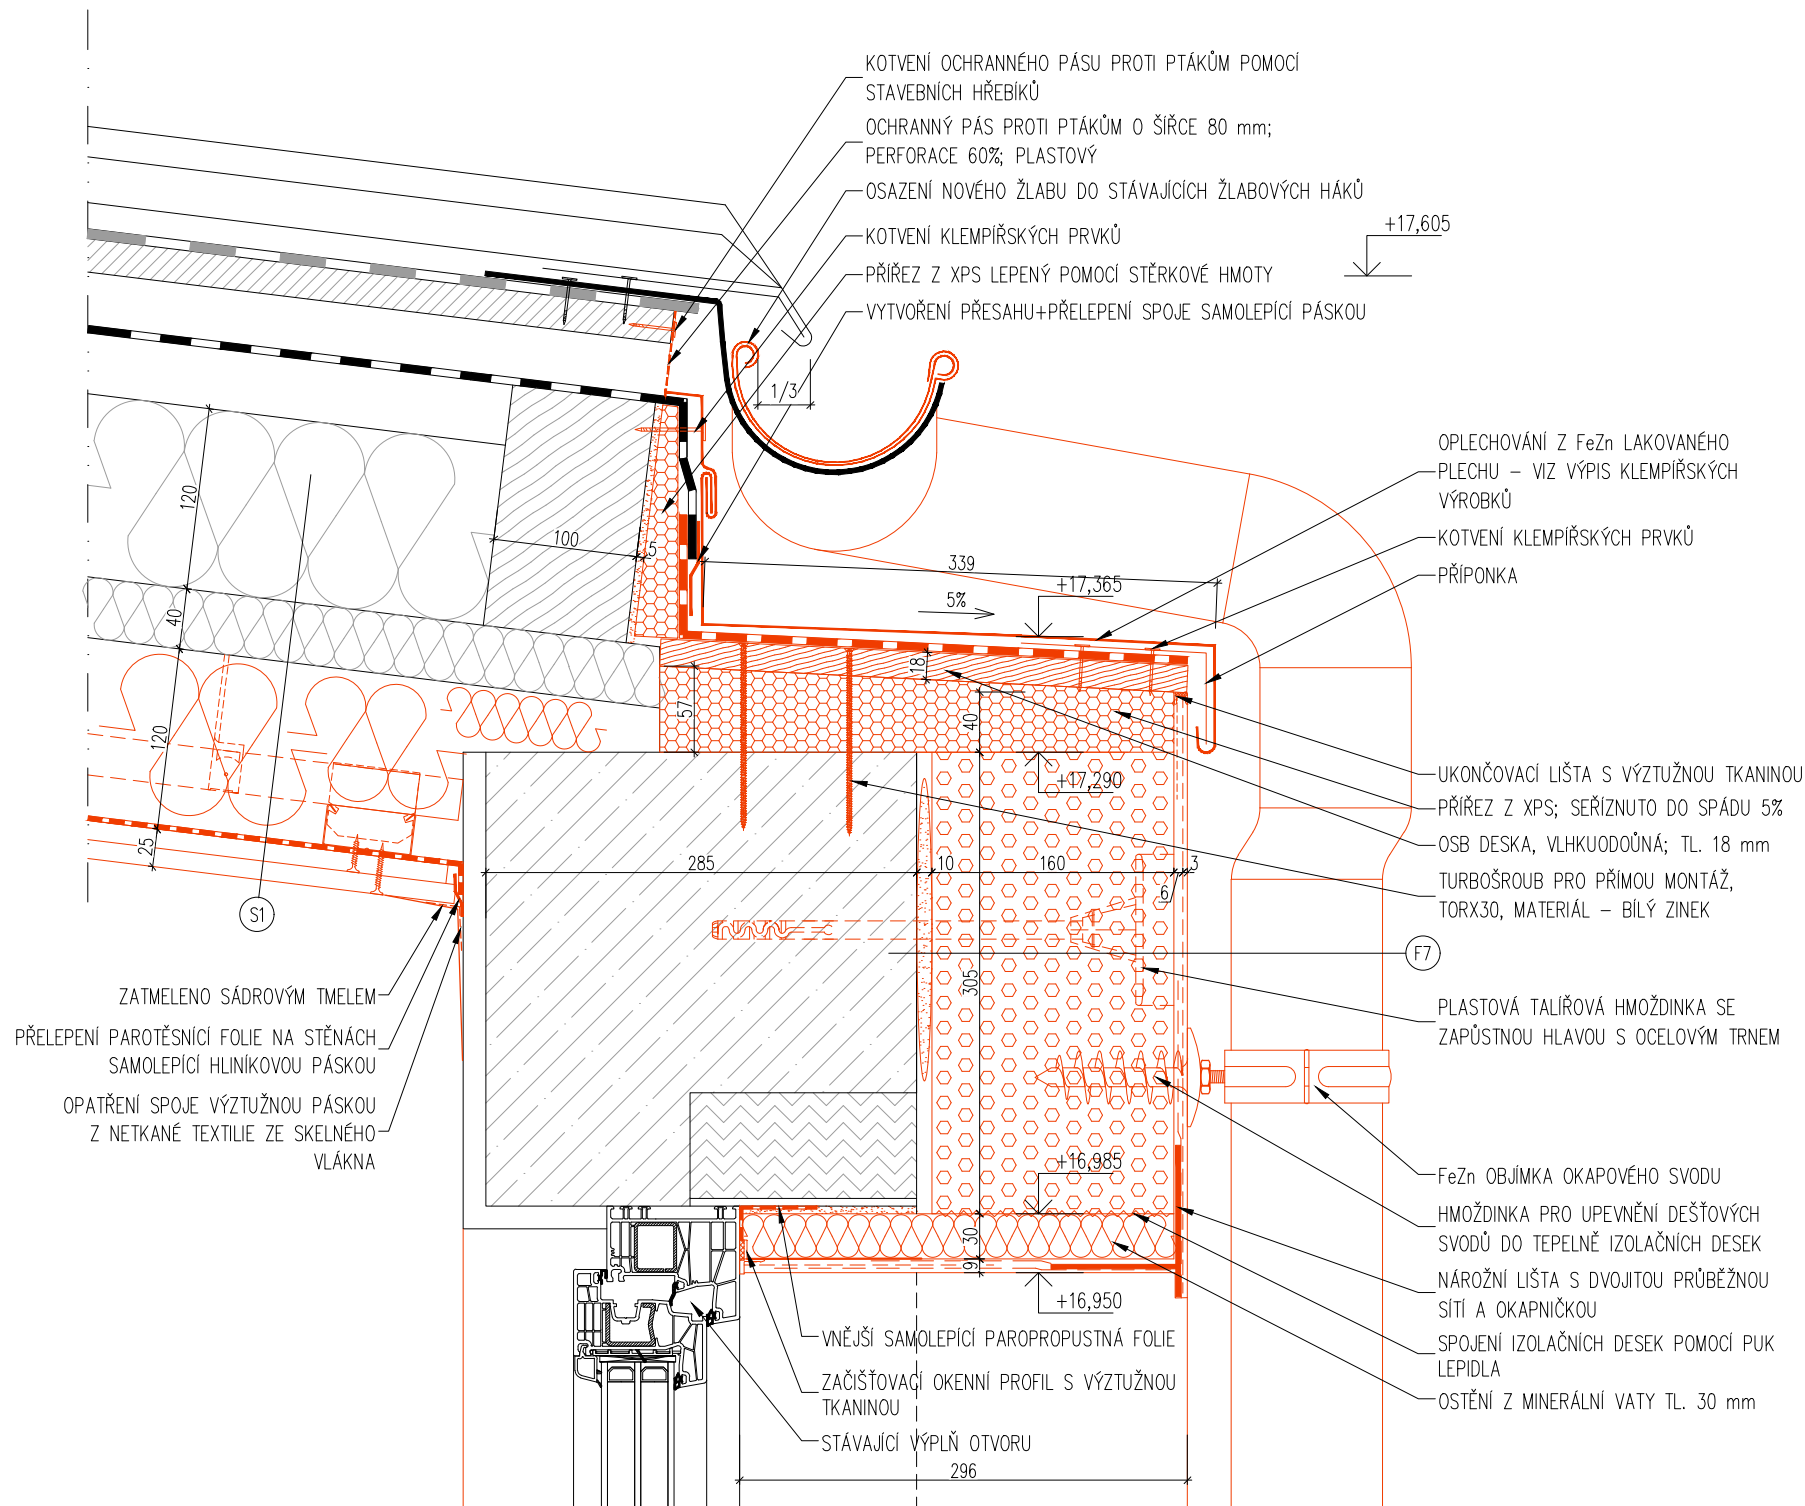 KOTVENÍ OCHRANNÉHO PÁSU PROTI PTÁKŮM POMOCÍ
STAVEBNÍCH HŘEBÍKŮ
OCHRANNÝ PÁS PROTI PTÁKŮM O ŠÍŘCE 80 mm;
PERFORACE 60%; PLASTOVÝ
OSAZENÍ NOVÉHO ŽLABU DO STÁVAJÍCÍCH ŽLABOVÝCH HÁKŮ
KOTVENÍ KLEMPÍŘSKÝCH PRVKŮ
PŘÍŘEZ Z XPS LEPENÝ POMOCÍ STĚRKOVÉ HMOTY
VYTVOŘENÍ PŘESAHU+PŘELEPENÍ SPOJE SAMOLEPÍCÍ PÁSKOU
+17,605
1/3
OPLECHOVÁNÍ Z FeZn LAKOVANÉHO
PLECHU – VIZ VÝPIS KLEMPÍŘSKÝCH
VÝROBKŮ
KOTVENÍ KLEMPÍŘSKÝCH PRVKŮ
PŘÍPONKA
120
100
5
339
+17,365
5%
40
18
57
40
120
+17,290
25
285
10
160
3
6
S1
F7
305
UKONČOVACÍ LIŠTA S VÝZTUŽNOU TKANINOU
PŘÍŘEZ Z XPS; SEŘÍZNUTO DO SPÁDU 5%
OSB DESKA, VLHKUODOŮNÁ; TL. 18 mm
TURBOŠROUB PRO PŘÍMOU MONTÁŽ,
TORX30, MATERIÁL – BÍLÝ ZINEK
PLASTOVÁ TALÍŘOVÁ HMOŽDINKA SE
ZAPŮSTNOU HLAVOU S OCELOVÝM TRNEM
ZATMELENO SÁDROVÝM TMELEM
PŘELEPENÍ PAROTĚSNÍCÍ FOLIE NA STĚNÁCH
SAMOLEPÍCÍ HLINÍKOVOU PÁSKOU
OPATŘENÍ SPOJE VÝZTUŽNOU PÁSKOU
Z NETKANÉ TEXTILIE ZE SKELNÉHO
VLÁKNA
+16,985
30
9
+16,950
FeZn OBJÍMKA OKAPOVÉHO SVODU
HMOŽDINKA PRO UPEVNĚNÍ DEŠŤOVÝCH
SVODŮ DO TEPELNĚ IZOLAČNÍCH DESEK
NÁROŽNÍ LIŠTA S DVOJITOU PRŮBĚŽNOU
SÍTÍ A OKAPNIČKOU
SPOJENÍ IZOLAČNÍCH DESEK POMOCÍ PUK
LEPIDLA
OSTĚNÍ Z MINERÁLNÍ VATY TL. 30 mm
VNĚJŠÍ SAMOLEPÍCÍ PAROPROPUSTNÁ FOLIE
ZAČIŠŤOVACÍ OKENNÍ PROFIL S VÝZTUŽNOU
TKANINOU
STÁVAJÍCÍ VÝPLŇ OTVORU
296